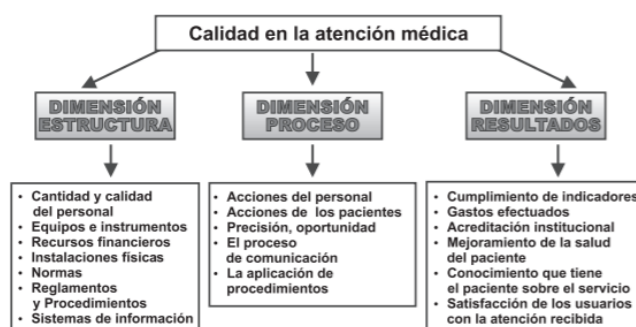 Calidad en la atención médica
DIMENSIÓN
ESTRUCTURA
DIMENSIÓN
PROCESO
DIMENSIÓN
RESULTADOS
• Cantidad y calidad
del personal
• Equipos e instrumentos
• Recursos financieros
• Instalaciones físicas
• Normas
• Reglamentos
y Procedimientos
• Sistemas de información
• Acciones del personal
• Acciones de los pacientes
• Precisión, oportunidad
• El proceso
de comunicación
• La aplicación de
procedimientos
• Cumplimiento de indicadores
• Gastos efectuados
• Acreditación institucional
• Mejoramiento de la salud
del paciente
• Conocimiento que tiene
el paciente sobre el servicio
• Satisfacción de los usuarios
con la atención recibida